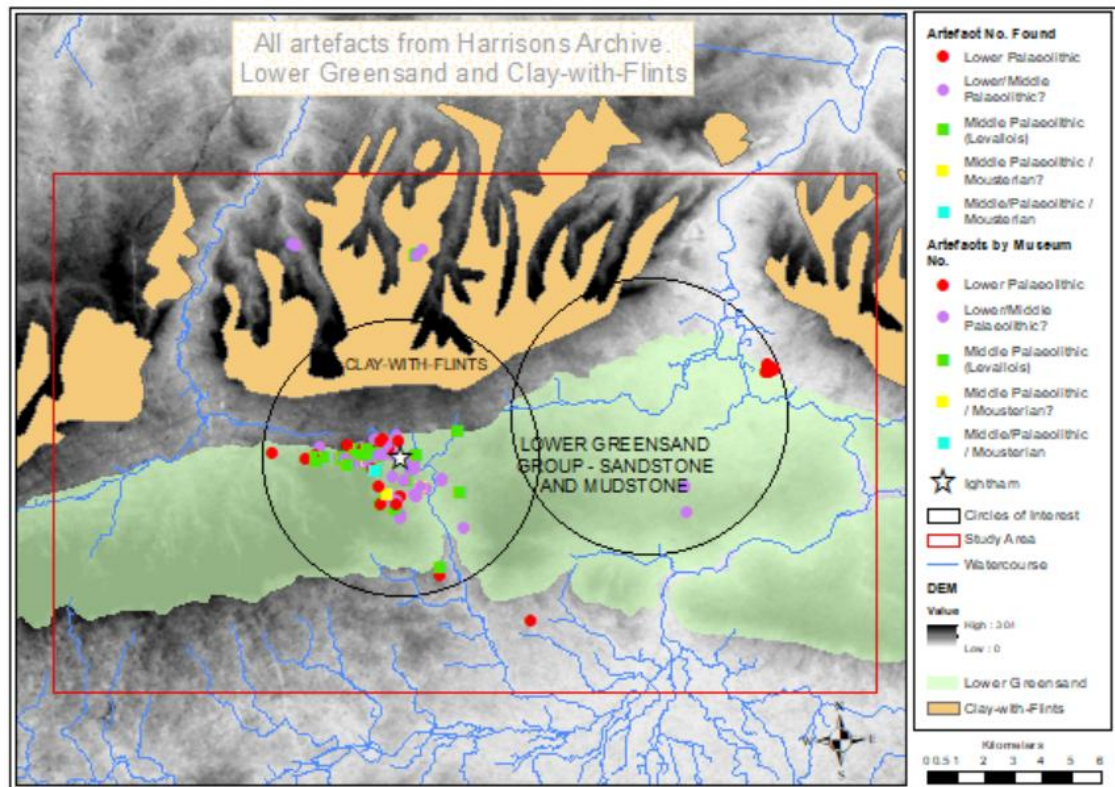 All artefacts from Harrisons Archive.
Lower Greensand and Clay-with-Flints
CLAY-WITH-FLINTS
LOWER GREENSAND
GROUP - SANDSTONE
AND MUDSTONE
N
W E
S
Artefact No. Found
Lower Palaeolithic
Lower/Middle
Palaeolithic?
Middle Palaeolithic
(Levallois)
Middle Palaeolithic /
Mousterian?
Middle/Palaeolithic /
Mousterian
Artefacts by Museum
No.
Lower Palaeolithic
Lower/Middle
Palaeolithic?
Middle Palaeolithic
(Levallois)
Middle Palaeolithic
/ Mousterian?
Middle/Palaeolithic
/ Mousterian
Ightham
Circles of Interest
Study Area
Watercourse
DEM
Value
High : 304
Low : 0
Lower Greensand
Clay-with-Flints
Kilometers
0 0.5 1 2 3 4 5 6